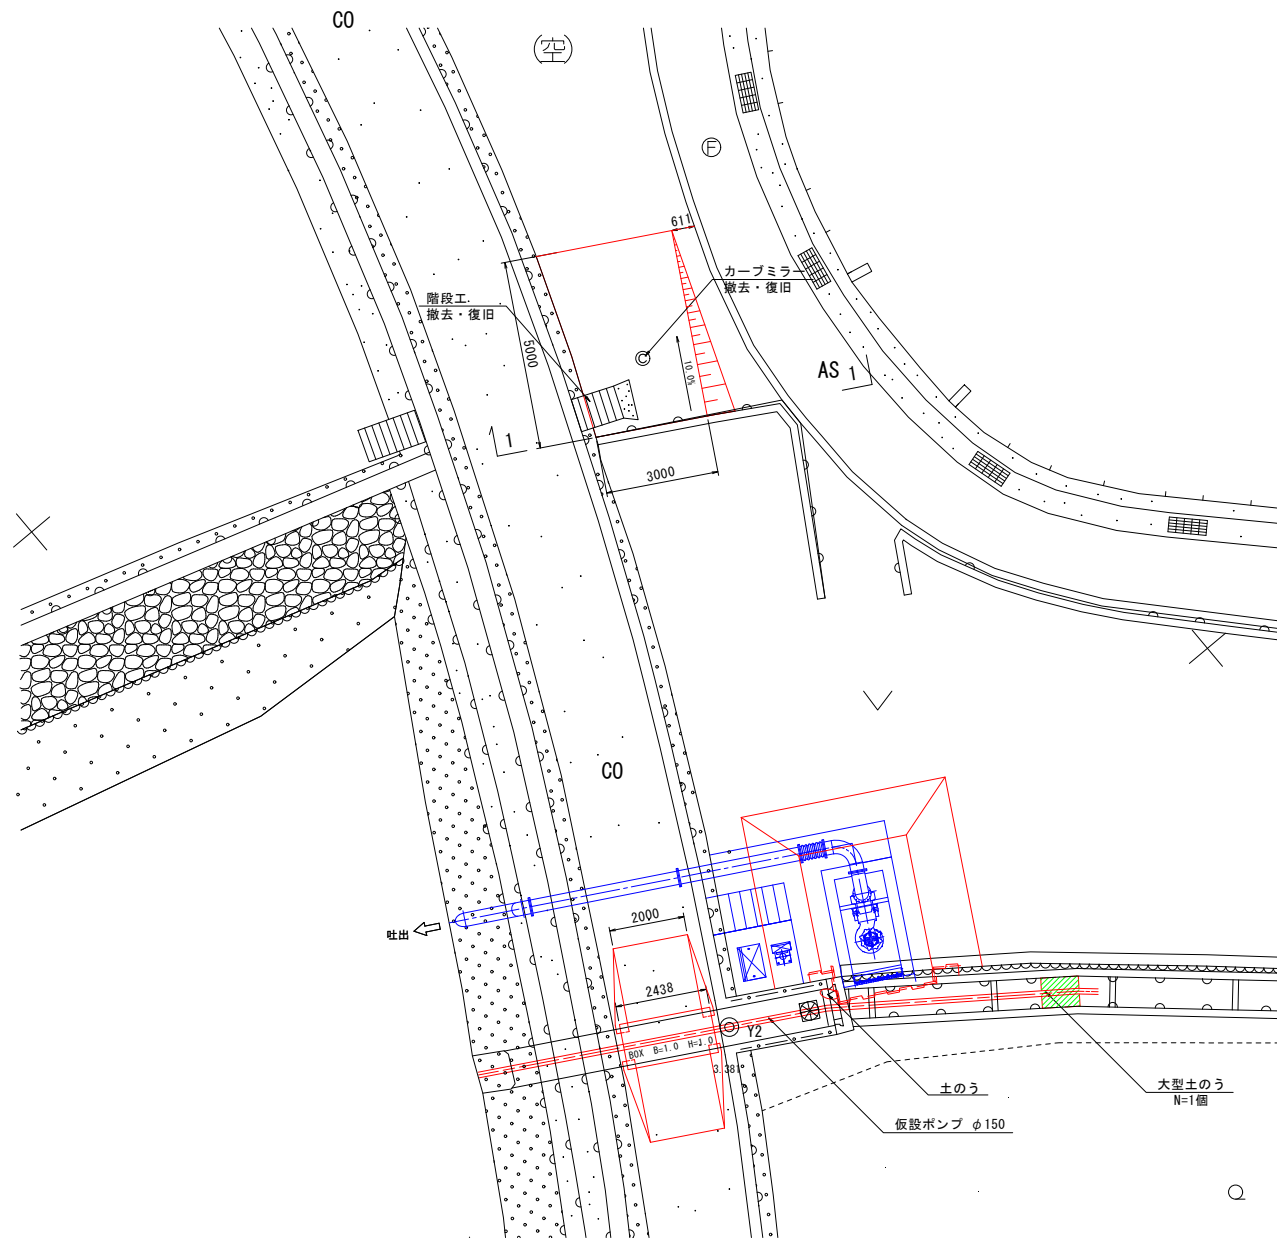 CO
(空)
F
611
カーブミラー
撤去・復旧
階段工.
撤去・復旧
5000
C
10.0%
AS
1
1
3000
CO
吐出
2000
2438
Y2
BOX B=1.0 H=1.0
3.381
土のう
大型土のう
N=1個
仮設ポンプ φ150